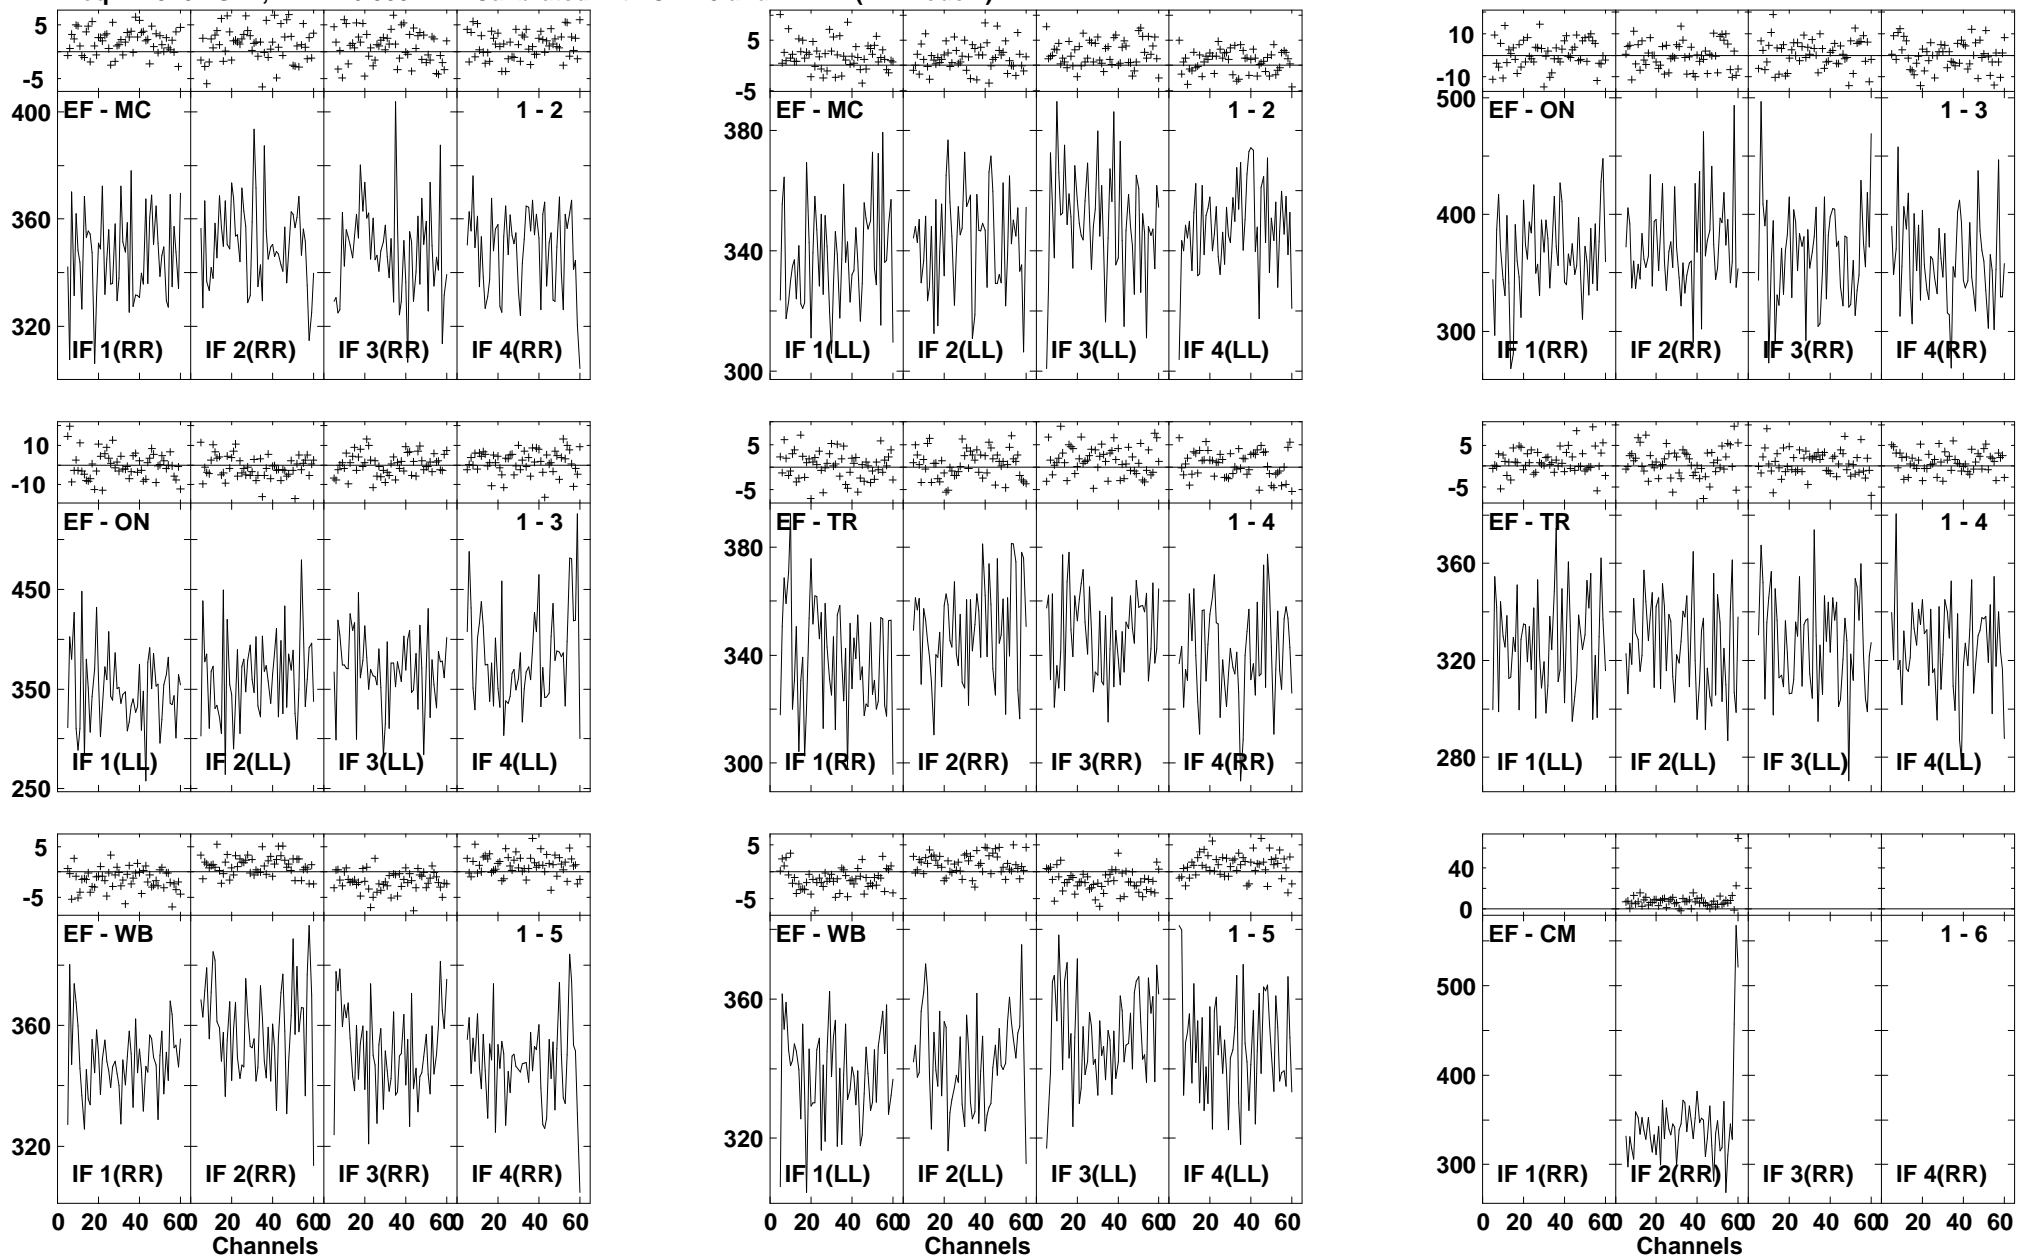 5 5 10
-5 -5 -10
400 EF - MC 1 - 2 380 EF - MC 1 - 2 500 EF - ON 1 - 3
360 340 400
320 300 300
IF 1(RR) IF 2(RR) IF 3(RR) IF 4(RR) IF 1(LL) IF 2(LL) IF 3(LL) IF 4(LL) IF 1(RR) IF 2(RR) IF 3(RR) IF 4(RR)
10 5 5
-10 -5 -5
EF - ON 1 - 3 EF - TR 1 - 4 EF - TR 1 - 4
450 380 360
350 340 320
250 300 280
IF 1(LL) IF 2(LL) IF 3(LL) IF 4(LL) IF 1(RR) IF 2(RR) IF 3(RR) IF 4(RR) IF 1(LL) IF 2(LL) IF 3(LL) IF 4(LL)
5 5 40
-5 -5 0
EF - WB 1 - 5 EF - WB 1 - 5 EF - CM 1 - 6
360 360 500
320 320 400
300
IF 1(RR) IF 2(RR) IF 3(RR) IF 4(RR) IF 1(LL) IF 2(LL) IF 3(LL) IF 4(LL) IF 1(RR) IF 2(RR) IF 3(RR) IF 4(RR)
0 20 40 60 0 20 40 60 0 20 40 60 0 20 40 60 0 20 40 60 0 20 40 60 0 20 40 60 0 20 40 60 0 20 40 60 0 20 40 60 0 20 40 60 0 20 40 60
Channels Channels Channels